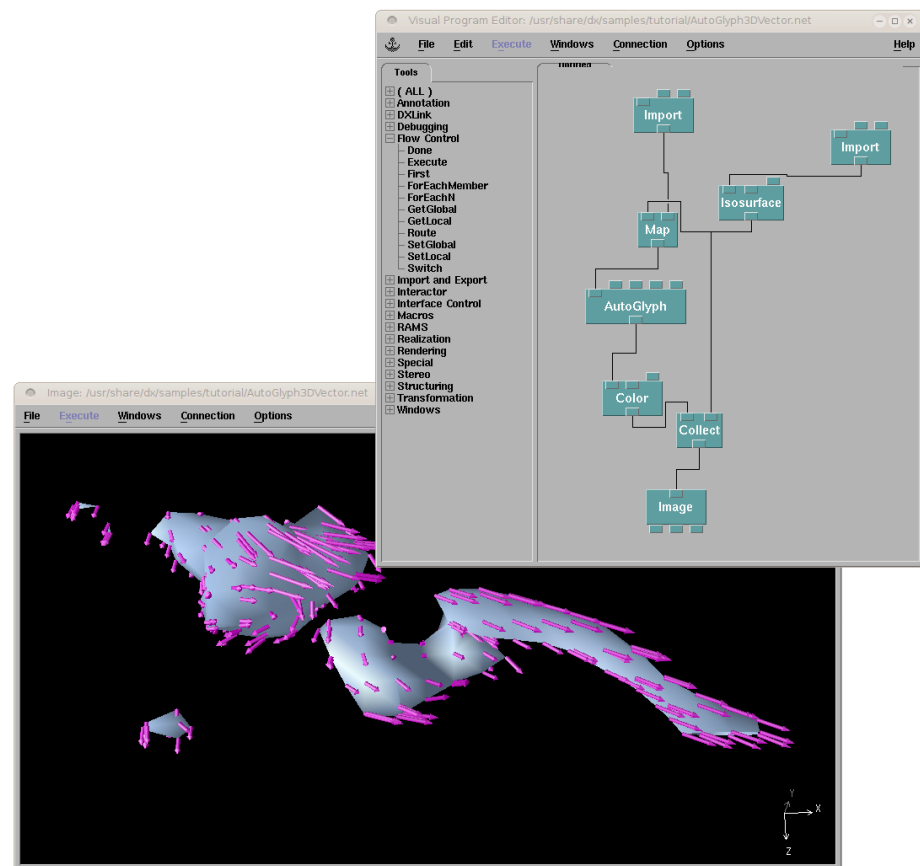 Visual Program Editor: /usr/share/dx/samples/tutorial/AutoGlyph3DVector.net
File Edit Execute Windows Connection Options Help
Tools
Untitled
( ALL )
Annotation
DXLink
Debugging
Flow Control
Done
Execute
First
ForEachMember
ForEachN
GetGlobal
GetLocal
Route
SetGlobal
SetLocal
Switch
Import and Export
Interactor
Interface Control
Macros
RAMS
Realization
Rendering
Special
Stereo
Structuring
Transformation
Windows
Import
Import
Isosurface
Map
AutoGlyph
Color
Collect
Image
Image: /usr/share/dx/samples/tutorial/AutoGlyph3DVector.net
File Execute Windows Connection Options
Y
X
Z